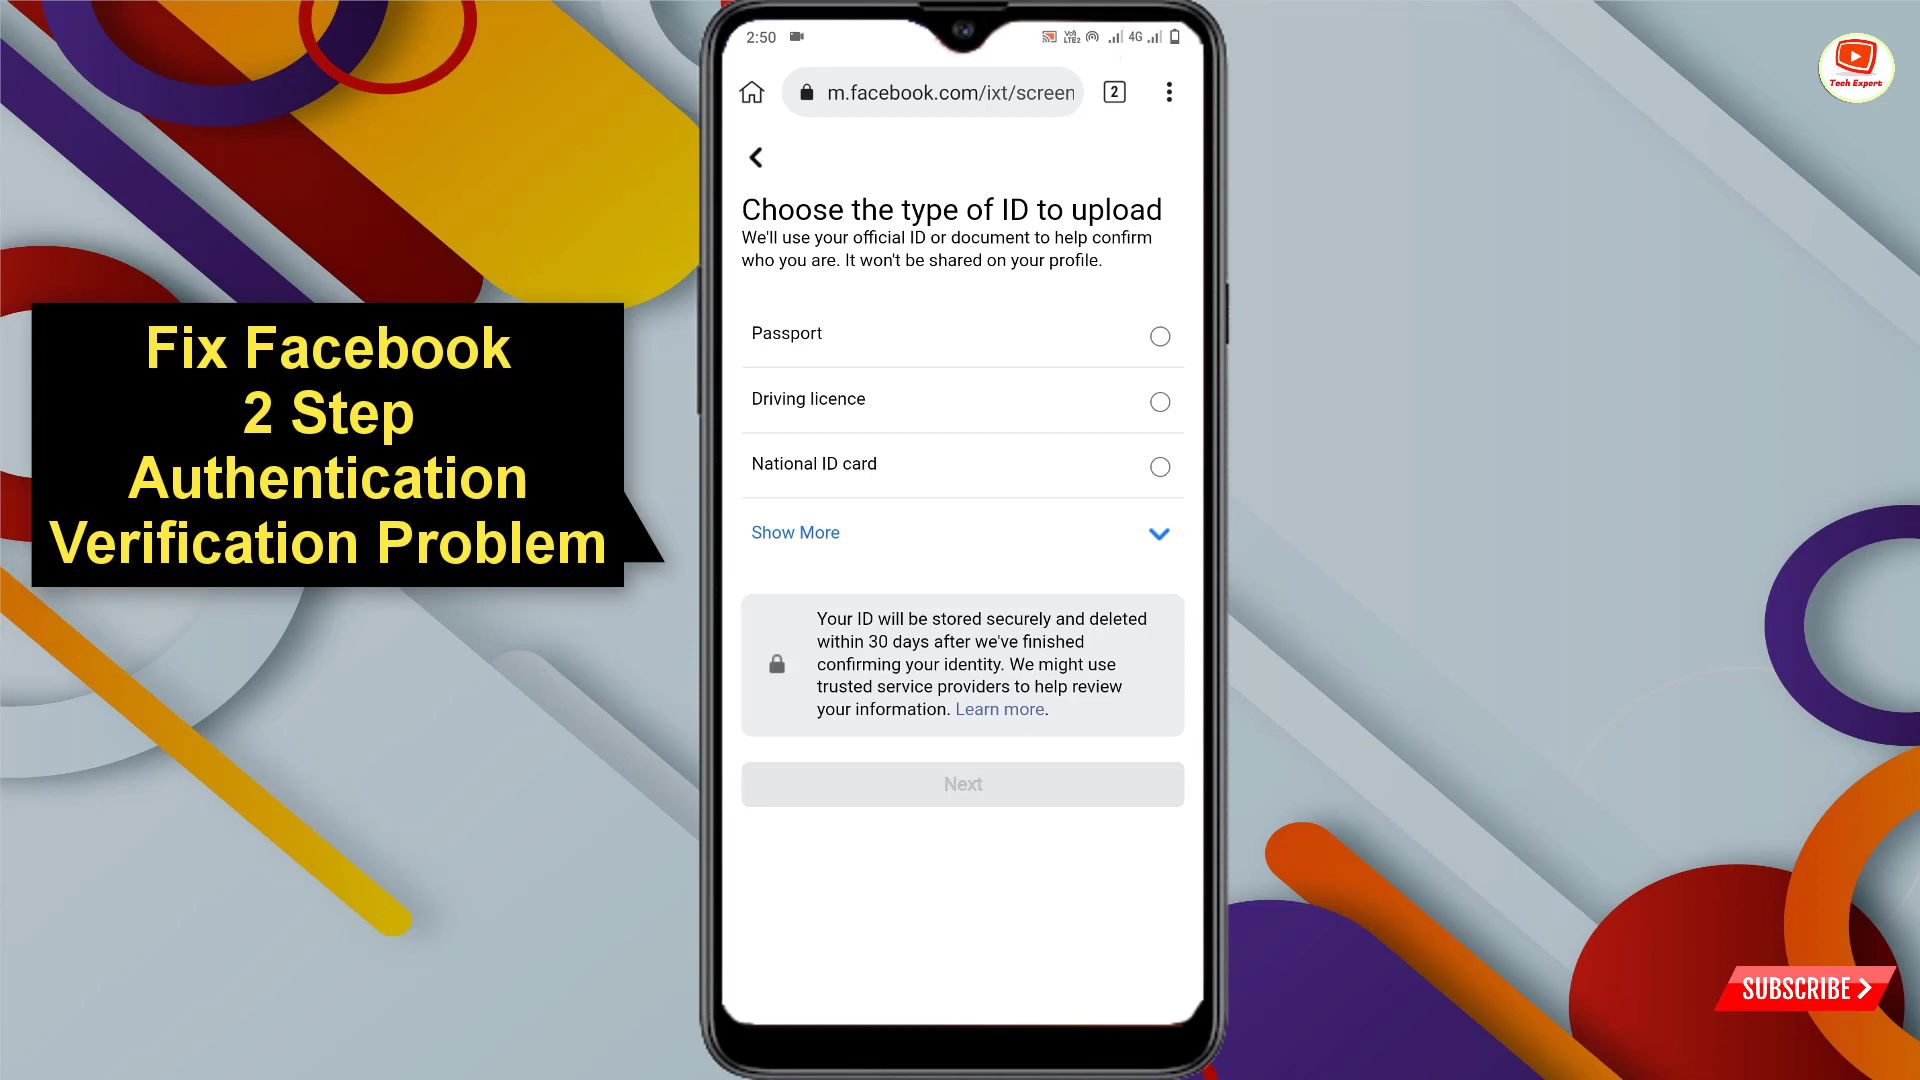 2:50
Vo)) LTE2
4G
m.facebook.com/ixt/screen
2
Tech Expert
Choose the type of ID to upload
We'll use your official ID or document to help confirm
who you are. It won't be shared on your profile.
Passport
Driving licence
National ID card
Show More
Your ID will be stored securely and deleted
within 30 days after we've finished
confirming your identity. We might use
trusted service providers to help review
your information. Learn more.
Next
Fix Facebook
2 Step
Authentication
Verification Problem
SUBSCRIBE